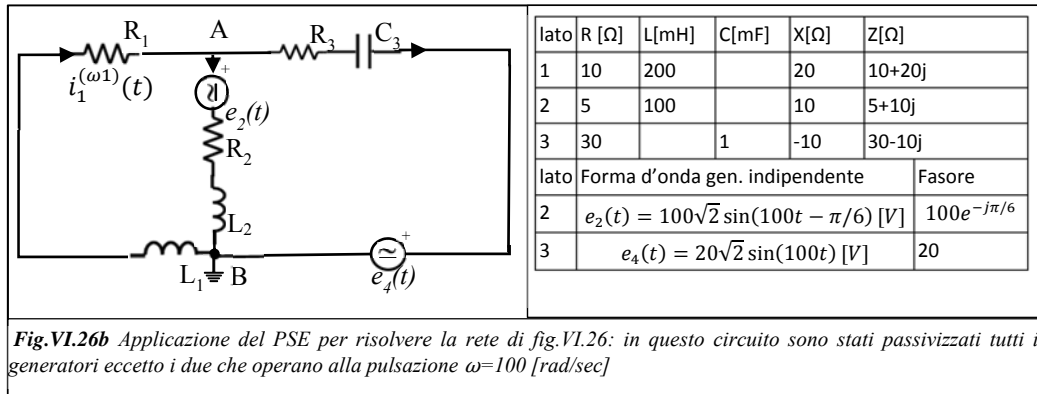 R1 A R3 C3
i1^(ω1)(t)
+
e2(t)
R2
L2
+
L1 B e4(t)
lato R [Ω] L[mH] C[mF] X[Ω] Z[Ω]
1 10 200 20 10+20j
2 5 100 10 5+10j
3 30 1 -10 30-10j
lato Forma d'onda gen. indipendente Fasore
2 e2(t) = 100√2 sin(100t − π/6) [V] 100e^−jπ/6
3 e4(t) = 20√2 sin(100t) [V] 20
Fig.VI.26b Applicazione del PSE per risolvere la rete di fig.VI.26: in questo circuito sono stati passivizzati tutti i
generatori eccetto i due che operano alla pulsazione ω=100 [rad/sec]